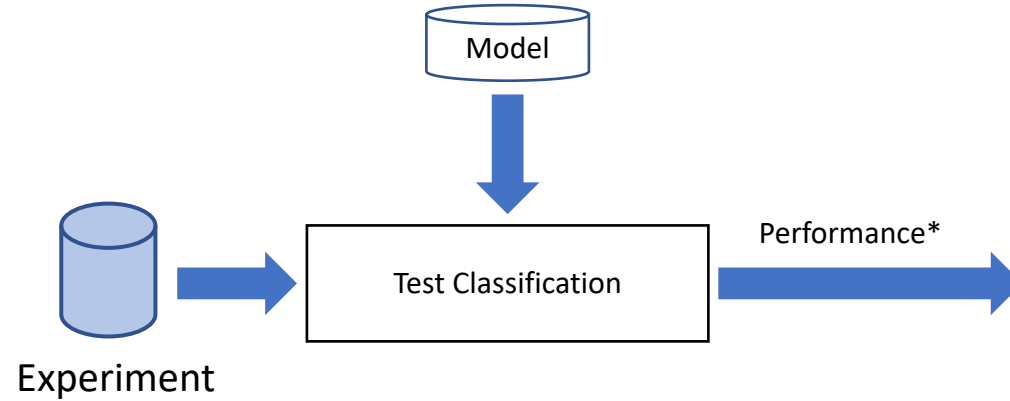 Model
Performance*
Test Classification
Experiment